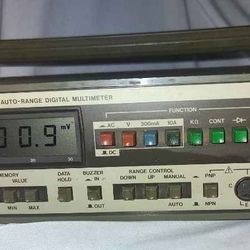 AUTO-RANGE DIGITAL MULTIMETER
FUNCTION
AC V 300mA 10A KΩ CONT
DC
00.9 mV
MEMORY VALUE
MIN MAX
DATA HOLD
BUZZER
IN
OUT
RANGE CONTROL
DOWN UP MANUAL
AUTO
PNP
NPN
C
E